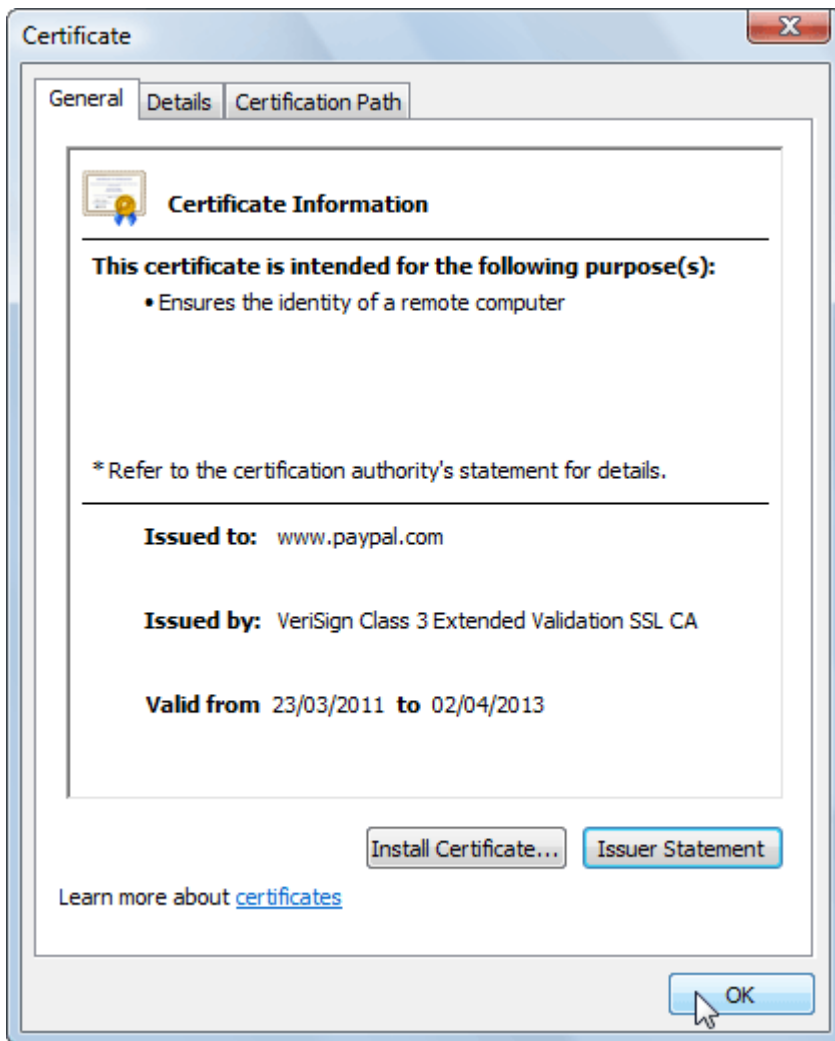 Certificate
General Details Certification Path
Certificate Information
This certificate is intended for the following purpose(s):
• Ensures the identity of a remote computer
* Refer to the certification authority's statement for details.
Issued to: www.paypal.com
Issued by: VeriSign Class 3 Extended Validation SSL CA
Valid from 23/03/2011 to 02/04/2013
Install Certificate... Issuer Statement
Learn more about certificates
OK